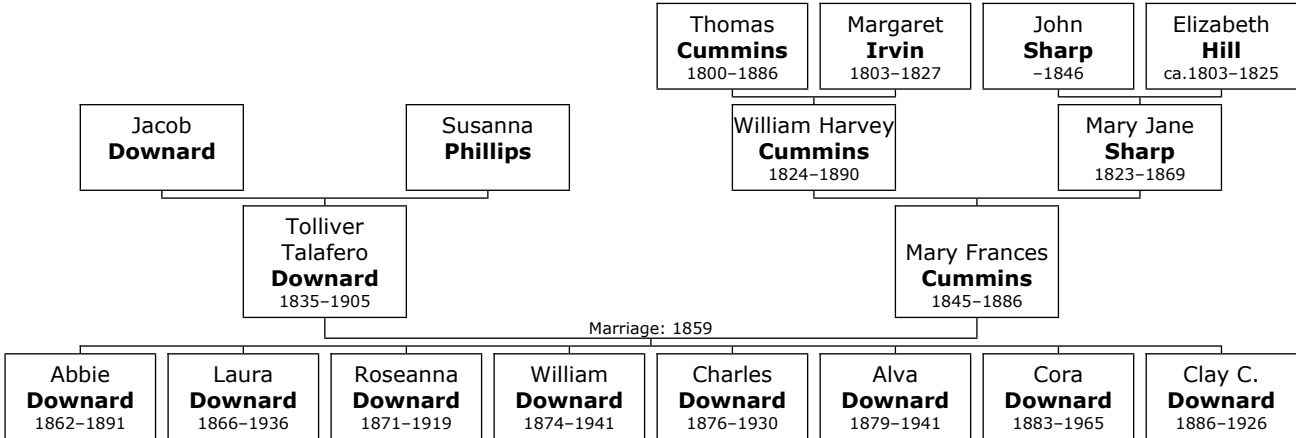 Thomas
Cummins
1800–1886
Margaret
Irvin
1803–1827
John
Sharp
–1846
Elizabeth
Hill
ca.1803–1825
Jacob
Downard
Susanna
Phillips
William Harvey
Cummins
1824–1890
Mary Jane
Sharp
1823–1869
Tolliver
Talafero
Downard
1835–1905
Mary Frances
Cummins
1845–1886
Marriage: 1859
Abbie
Downard
1862–1891
Laura
Downard
1866–1936
Roseanna
Downard
1871–1919
William
Downard
1874–1941
Charles
Downard
1876–1930
Alva
Downard
1879–1941
Cora
Downard
1883–1965
Clay C.
Downard
1886–1926